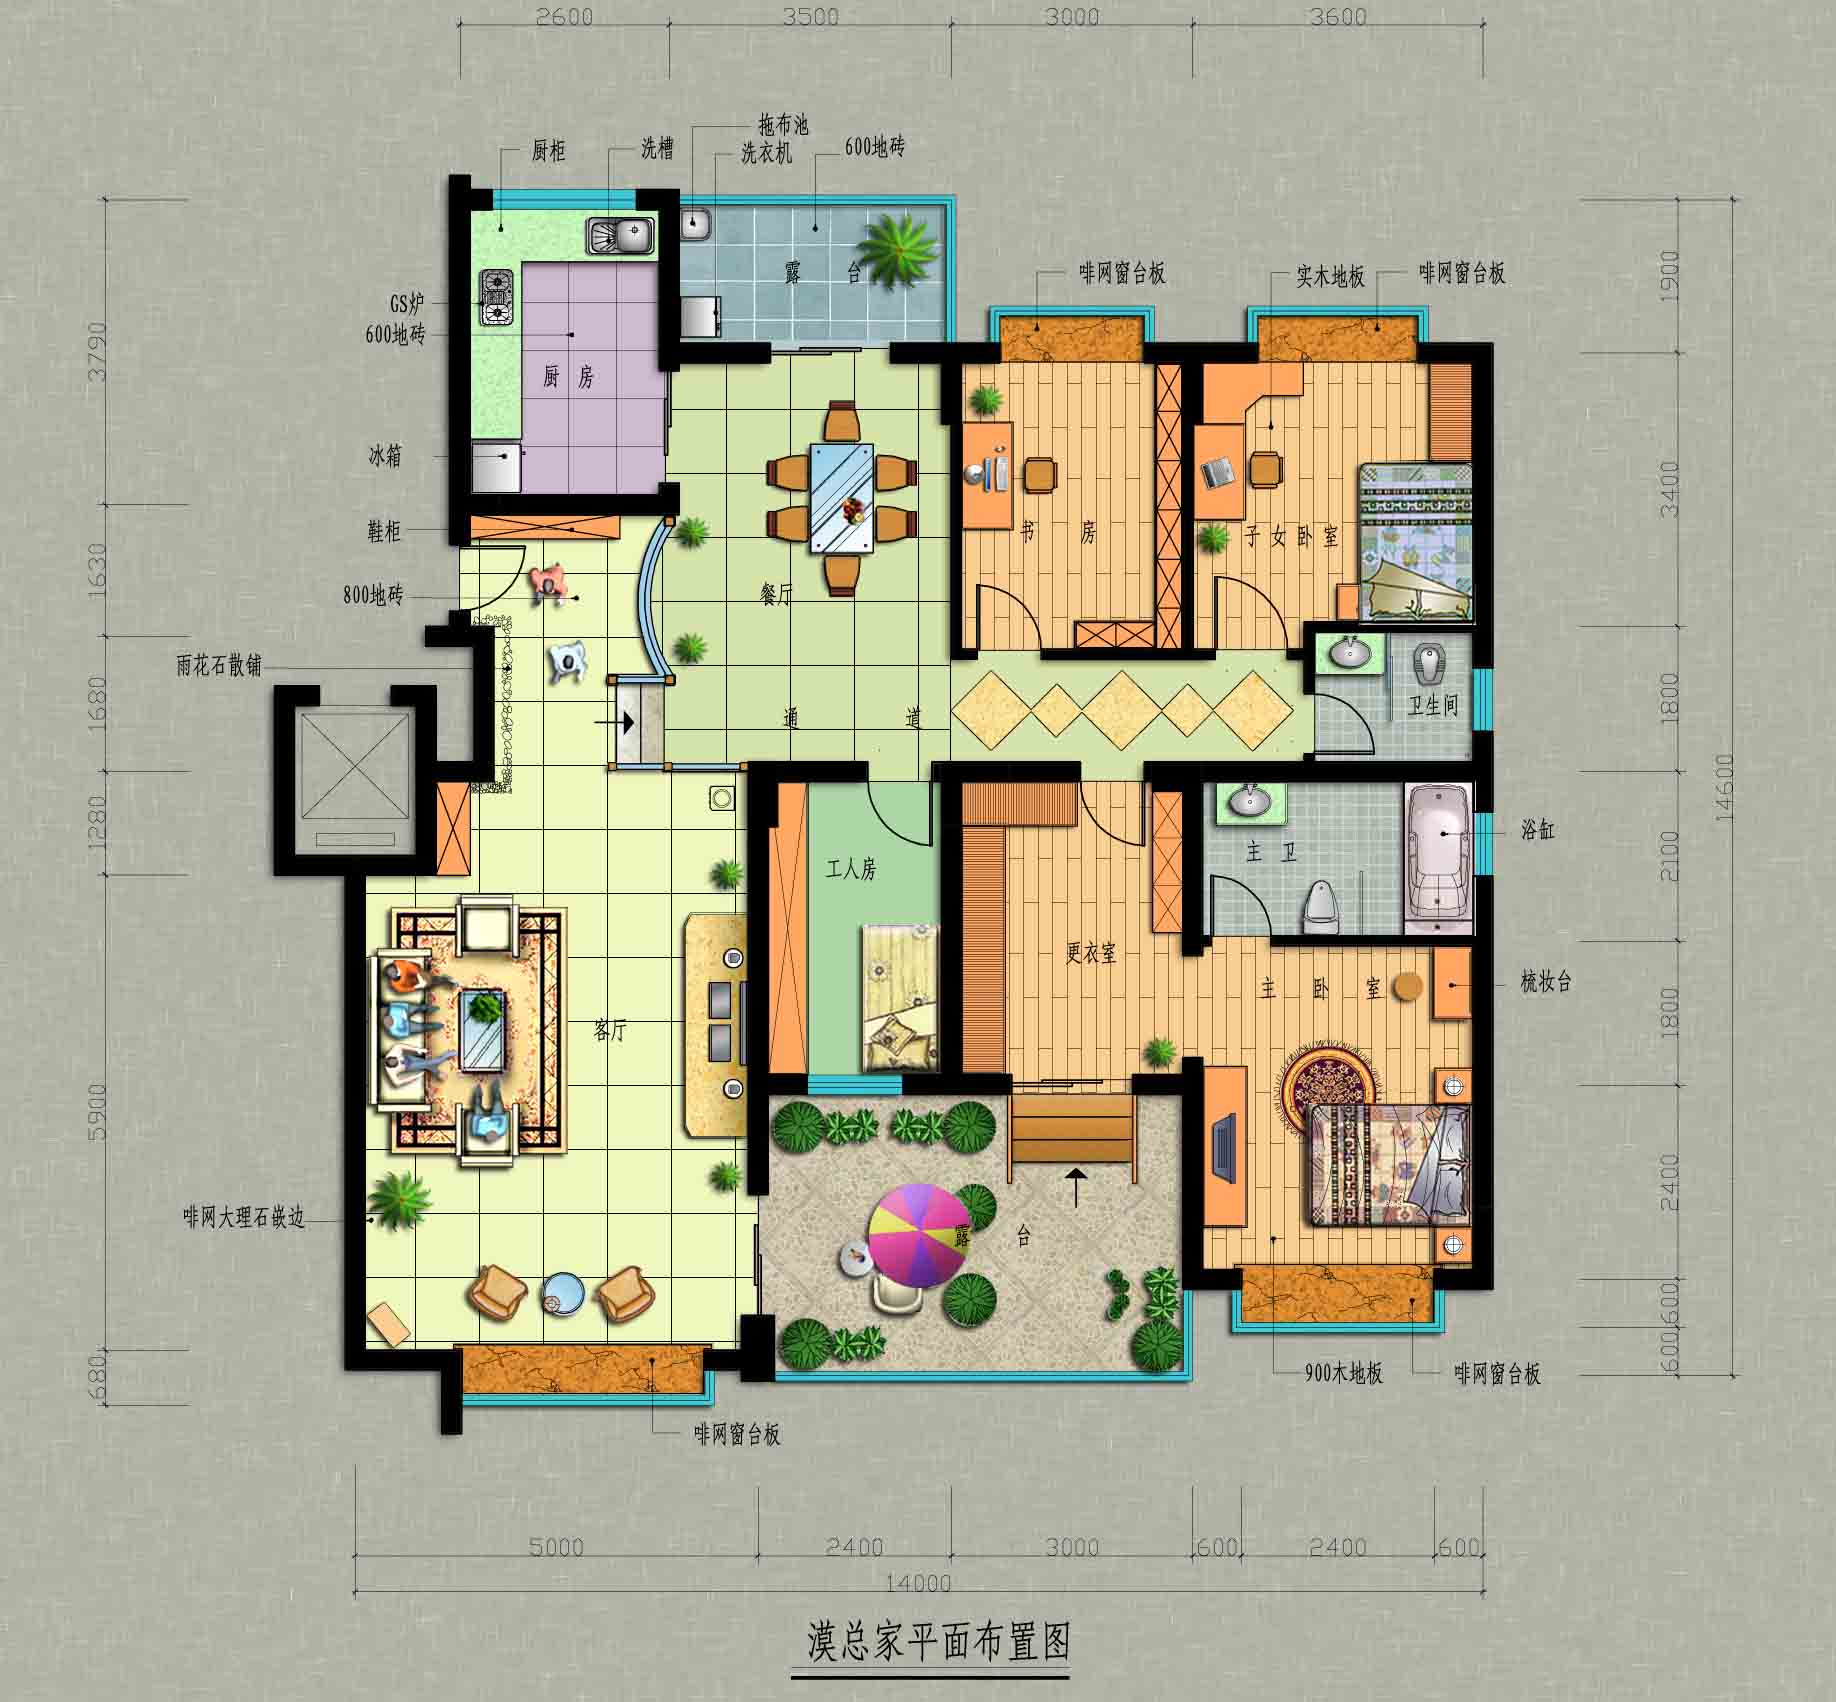 2600
3500
3000
3600
拖布池
厨柜
洗槽
洗衣机
600地砖
露 台
啡网窗台板
实木地板
啡网窗台板
1900
GS炉
600地砖
3790
厨 房
冰箱
3400
鞋柜
书 房
子女卧室
1630
800地砖
餐厅
雨花石散铺
1680
通 道
卫生间
1800
14600
1280
浴缸
主 卫
2100
工人房
更衣室
主 卧 室
梳妆台
客厅
1800
5900
2400
啡网大理石嵌边
露 台
600
600
680
900木地板
啡网窗台板
啡网窗台板
5000
2400
3000
600
2400
600
14000
漠总家平面布置图